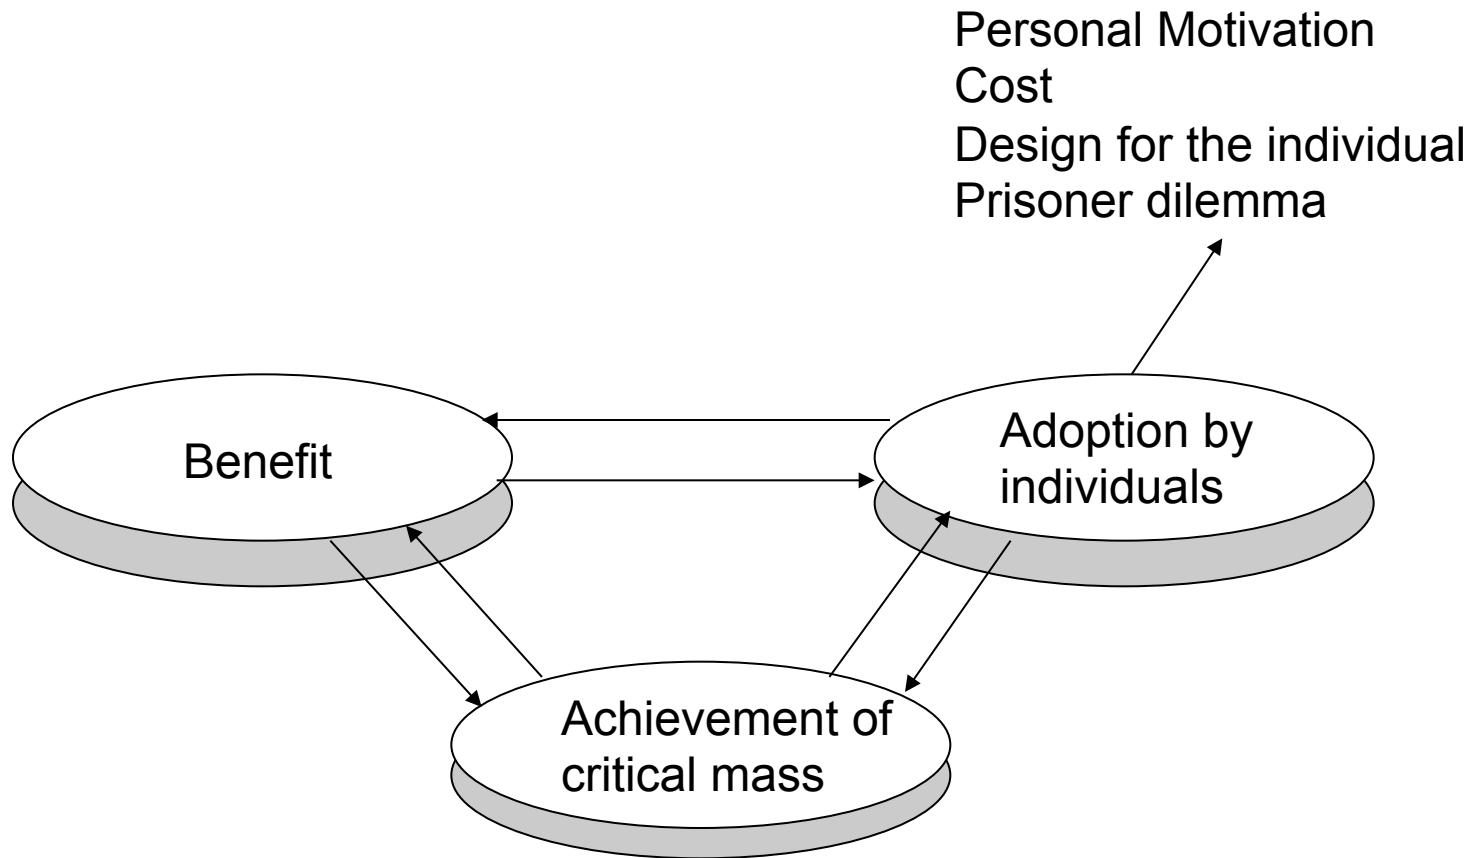 Personal Motivation
Cost
Design for the individual
Prisoner dilemma
Benefit
Adoption by
individuals
Achievement of
critical mass